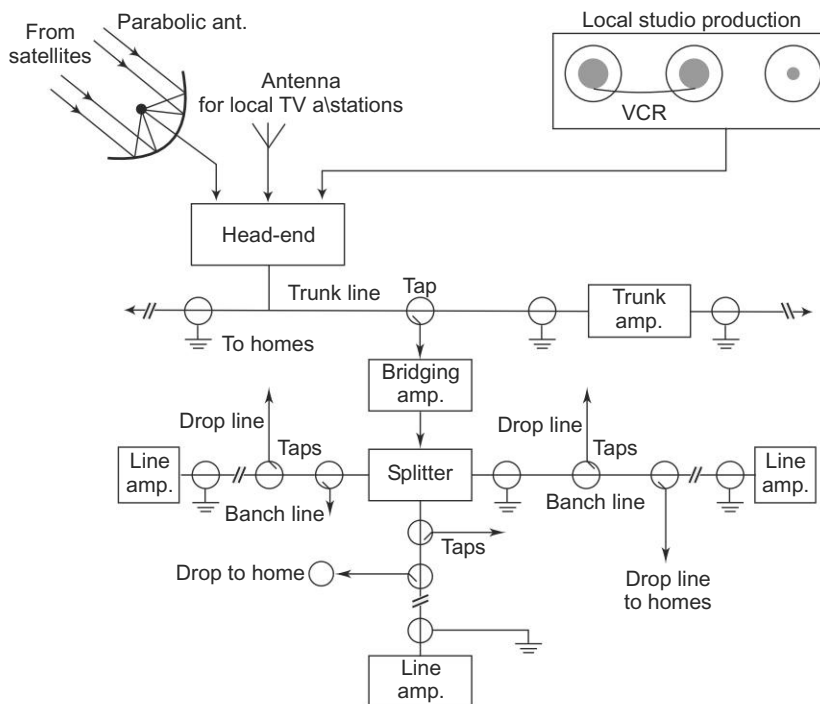 Parabolic ant.
From
satellites
Antenna
for local TV a\stations
Local studio production
VCR
Head-end
Trunk line
Tap
Trunk
amp.
To homes
Bridging
amp.
Drop line
Drop line
Taps
Taps
Line
amp.
Splitter
Line
amp.
Banch line
Banch line
Taps
Drop to home
Drop line
to homes
Line
amp.